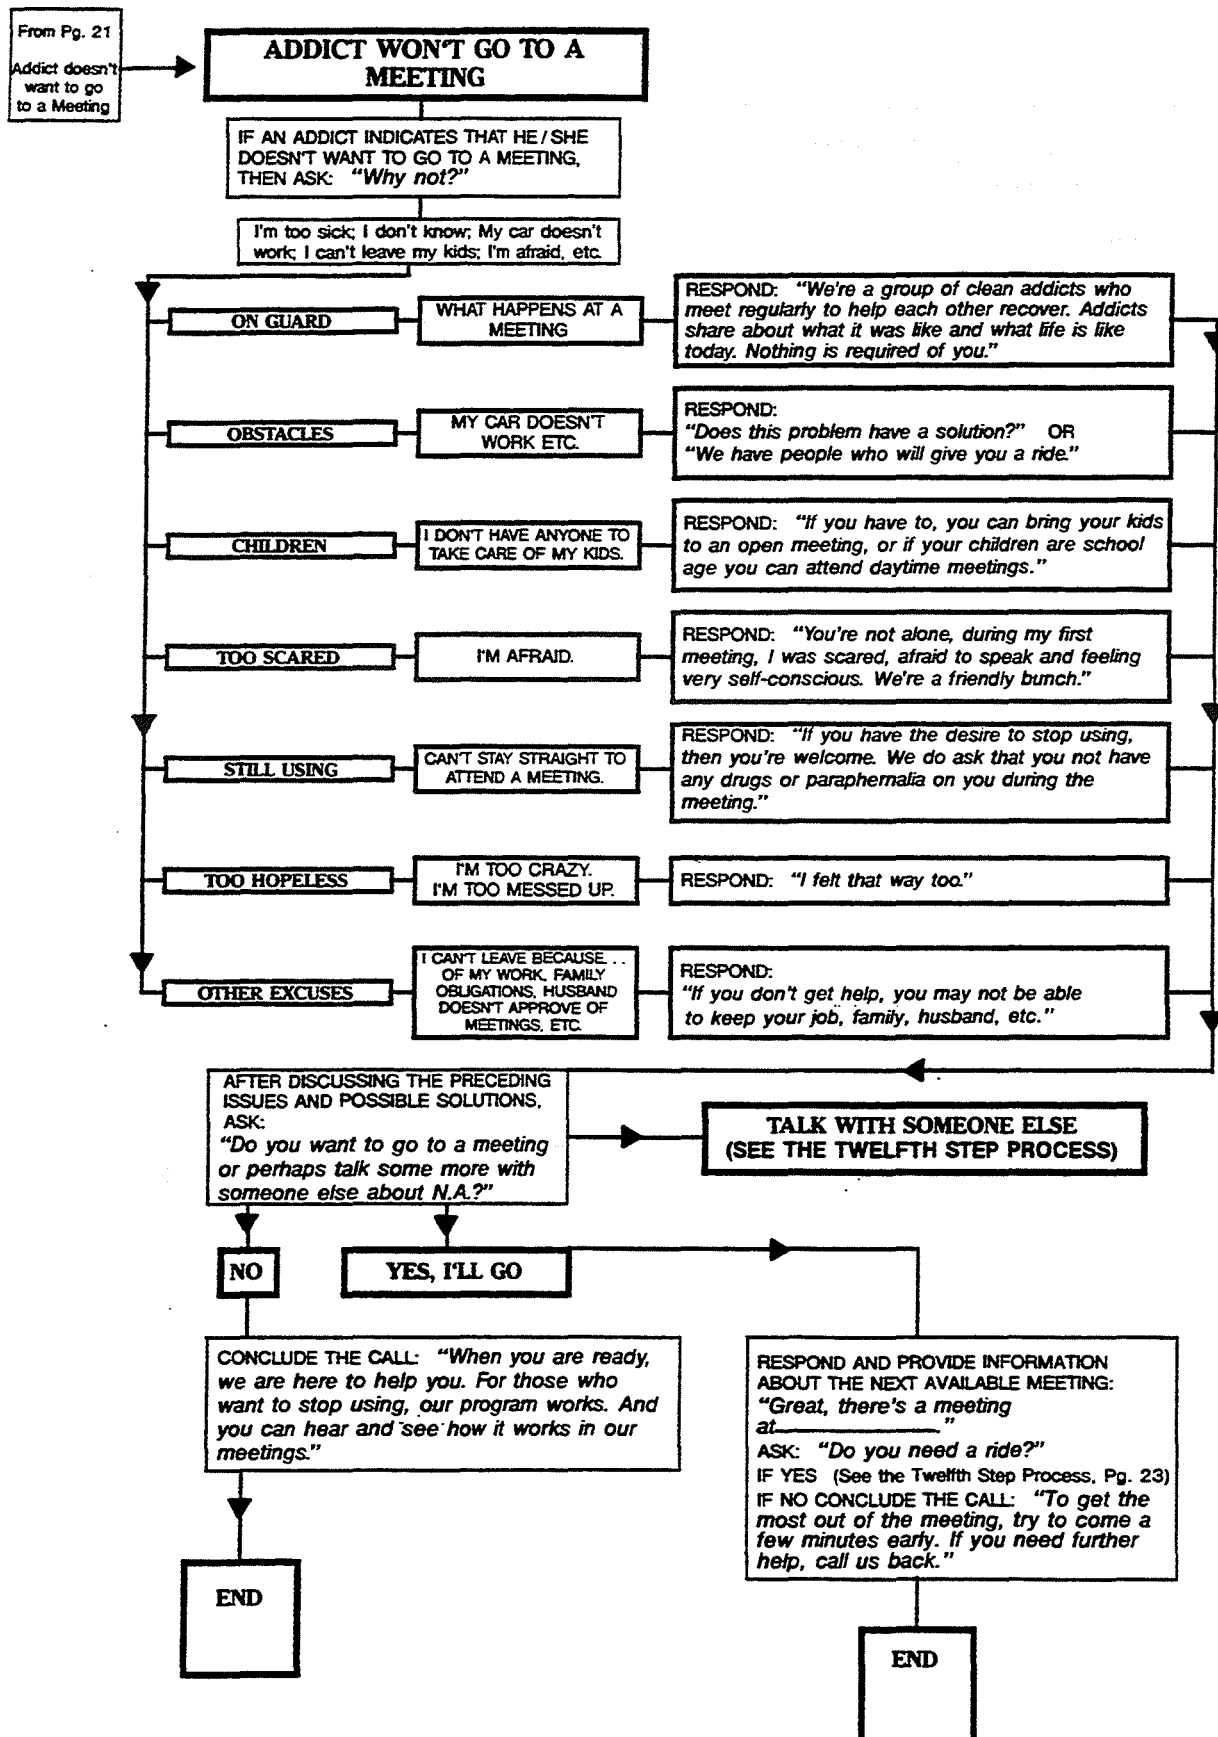 From Pg. 21
Addict doesn't
want to go
to a Meeting
ADDICT WON'T GO TO A
MEETING
IF AN ADDICT INDICATES THAT HE/SHE
DOESN'T WANT TO GO TO A MEETING,
THEN ASK: "Why not?"
I'm too sick; I don't know; My car doesn't
work; I can't leave my kids; I'm afraid, etc.
ON GUARD
WHAT HAPPENS AT A
MEETING
RESPOND: "We're a group of clean addicts who
meet regularly to help each other recover. Addicts
share about what it was like and what life is like
today. Nothing is required of you."
OBSTACLES
MY CAR DOESN'T
WORK ETC.
RESPOND:
"Does this problem have a solution?" OR
"We have people who will give you a ride."
CHILDREN
I DON'T HAVE ANYONE TO
TAKE CARE OF MY KIDS.
RESPOND: "If you have to, you can bring your kids
to an open meeting, or if your children are school
age you can attend daytime meetings."
TOO SCARED
I'M AFRAID.
RESPOND: "You're not alone, during my first
meeting, I was scared, afraid to speak and feeling
very self-conscious. We're a friendly bunch."
STILL USING
CAN'T STAY STRAIGHT TO
ATTEND A MEETING.
RESPOND: "If you have the desire to stop using,
then you're welcome. We do ask that you not have
any drugs or paraphernalia on you during the
meeting."
TOO HOPELESS
I'M TOO CRAZY.
I'M TOO MESSED UP.
RESPOND: "I felt that way too."
OTHER EXCUSES
I CAN'T LEAVE BECAUSE...
OF MY WORK, FAMILY
OBLIGATIONS, HUSBAND
DOESN'T APPROVE OF
MEETINGS, ETC.
RESPOND:
"If you don't get help, you may not be able
to keep your job, family, husband, etc."
AFTER DISCUSSING THE PRECEDING
ISSUES AND POSSIBLE SOLUTIONS,
ASK:
"Do you want to go to a meeting
or perhaps talk some more with
someone else about N.A.?"
TALK WITH SOMEONE ELSE
(SEE THE TWELFTH STEP PROCESS)
NO
YES, I'LL GO
CONCLUDE THE CALL: "When you are ready,
we are here to help you. For those who
want to stop using, our program works. And
you can hear and see how it works in our
meetings."
RESPOND AND PROVIDE INFORMATION
ABOUT THE NEXT AVAILABLE MEETING:
"Great, there's a meeting
at____________"
ASK: "Do you need a ride?"
IF YES (See the Twelfth Step Process, Pg. 23)
IF NO CONCLUDE THE CALL: "To get the
most out of the meeting, try to come a
few minutes early. If you need further
help, call us back."
END
END